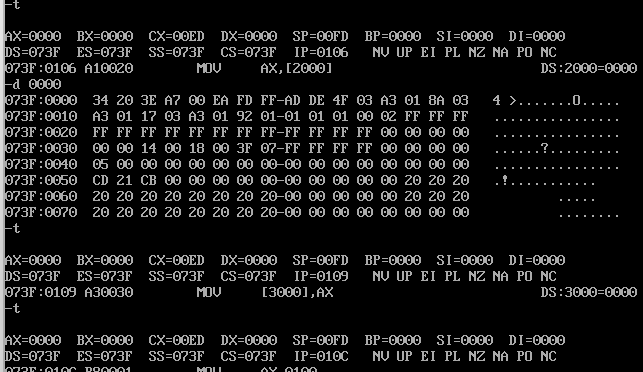 -t
AX=0000 BX=0000 CX=00ED DX=0000 SP=00FD BP=0000 SI=0000 DI=0000
DS=073F ES=073F SS=073F CS=073F IP=0106 NV UP EI PL NZ NA PO NC
073F:0106 A10020 MOV AX,[2000] DS:2000=0000
-d 0000
073F:0000 34 20 3E A7 00 EA FD FF-AD DE 4F 03 A3 01 8A 03 4 >.......O.....
073F:0010 A3 01 17 03 A3 01 92 01-01 01 01 00 02 FF FF FF ................
073F:0020 FF FF FF FF FF FF FF FF-FF FF FF FF 00 00 00 00 ................
073F:0030 00 00 14 00 18 00 3F 07-FF FF FF FF 00 00 00 00 ......?.........
073F:0040 05 00 00 00 00 00 00 00-00 00 00 00 00 00 00 00 ................
073F:0050 CD 21 CB 00 00 00 00 00-00 00 00 00 00 20 20 20 .!...........
073F:0060 20 20 20 20 20 20 20 20-00 00 00 00 00 20 20 20 .....
073F:0070 20 20 20 20 20 20 20 20-00 00 00 00 00 00 00 00 ........
-t
AX=0000 BX=0000 CX=00ED DX=0000 SP=00FD BP=0000 SI=0000 DI=0000
DS=073F ES=073F SS=073F CS=073F IP=0109 NV UP EI PL NZ NA PO NC
073F:0109 A30030 MOV [3000],AX DS:3000=0000
-t
AX=0000 BX=0000 CX=00ED DX=0000 SP=00FD BP=0000 SI=0000 DI=0000
DS=073F ES=073F SS=073F CS=073F IP=010C NV UP EI PL NZ NA PO NC
073F:010C B80001 MOV AX,0100